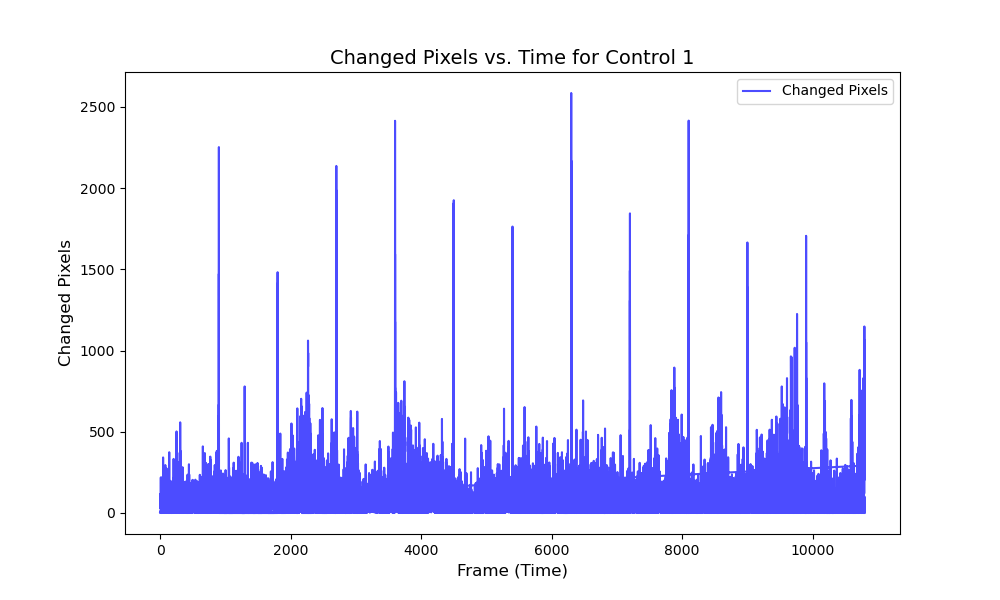 Changed Pixels vs. Time for Control 1
Changed Pixels
2500
2000
1500
1000
500
0
Changed Pixels
0 2000 4000 6000 8000 10000
Frame (Time)